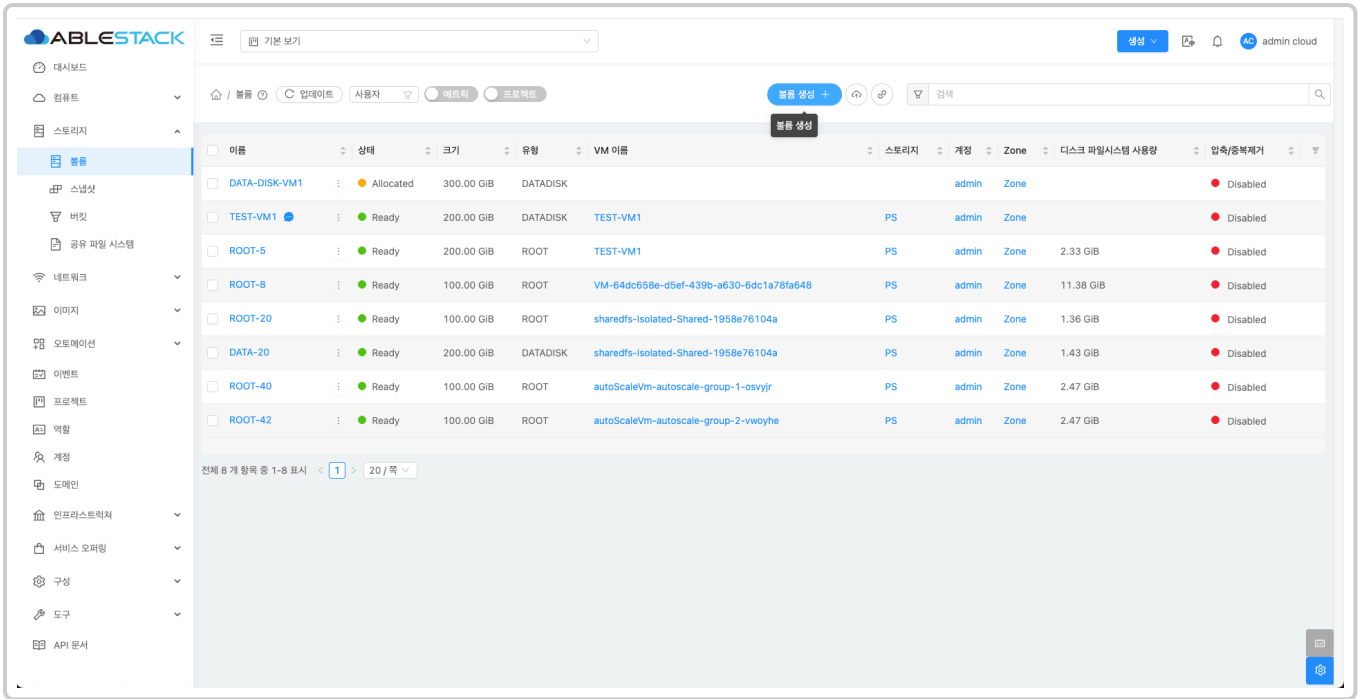 ABLESTACK
기본 보기
생성
AC admin cloud
대시보드
컴퓨트
스토리지
볼륨
스냅샷
버킷
공유 파일 시스템
네트워크
이미지
오토메이션
이벤트
프로젝트
역할
계정
도메인
인프라스트럭쳐
서비스 오퍼링
구성
도구
API 문서
/ 볼륨 업데이트 사용자 메트릭 프로젝트 볼륨 생성 + 검색
볼륨 생성
이름 상태 크기 유형 VM 이름 스토리지 계정 Zone 디스크 파일시스템 사용량 압축/중복제거
DATA-DISK-VM1 Allocated 300.00 GiB DATADISK admin Zone Disabled
TEST-VM1 Ready 200.00 GiB DATADISK TEST-VM1 PS admin Zone Disabled
ROOT-5 Ready 200.00 GiB ROOT TEST-VM1 PS admin Zone 2.33 GiB Disabled
ROOT-8 Ready 100.00 GiB ROOT VM-64dc658e-d5ef-439b-a630-6dc1a78fa648 PS admin Zone 11.38 GiB Disabled
ROOT-20 Ready 100.00 GiB ROOT sharedfs-Isolated-Shared-1958e76104a PS admin Zone 1.36 GiB Disabled
DATA-20 Ready 200.00 GiB DATADISK sharedfs-Isolated-Shared-1958e76104a PS admin Zone 1.43 GiB Disabled
ROOT-40 Ready 100.00 GiB ROOT autoScaleVm-autoscale-group-1-osvyjr PS admin Zone 2.47 GiB Disabled
ROOT-42 Ready 100.00 GiB ROOT autoScaleVm-autoscale-group-2-vwoyhe PS admin Zone 2.47 GiB Disabled
전체 8 개 항목 중 1-8 표시 < 1 > 20 / 쪽